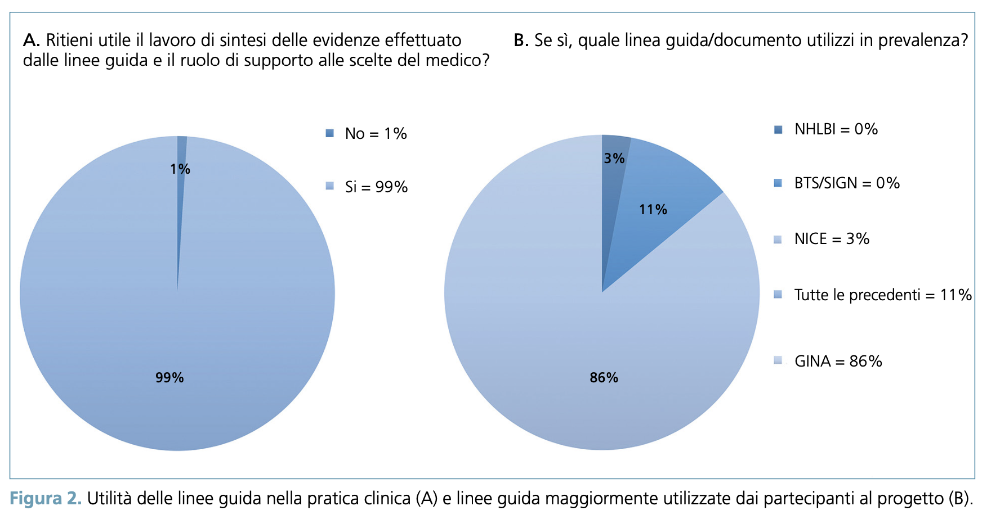 A. Ritieni utile il lavoro di sintesi delle evidenze effettuato
dalle linee guida e il ruolo di supporto alle scelte del medico?
No = 1%
Si = 99%
1%
99%
B. Se sì, quale linea guida/documento utilizzi in prevalenza?
NHLBI = 0%
BTS/SIGN = 0%
NICE = 3%
Tutte le precedenti = 11%
GINA = 86%
3%
11%
86%
Figura 2. Utilità delle linee guida nella pratica clinica (A) e linee guida maggiormente utilizzate dai partecipanti al progetto (B).